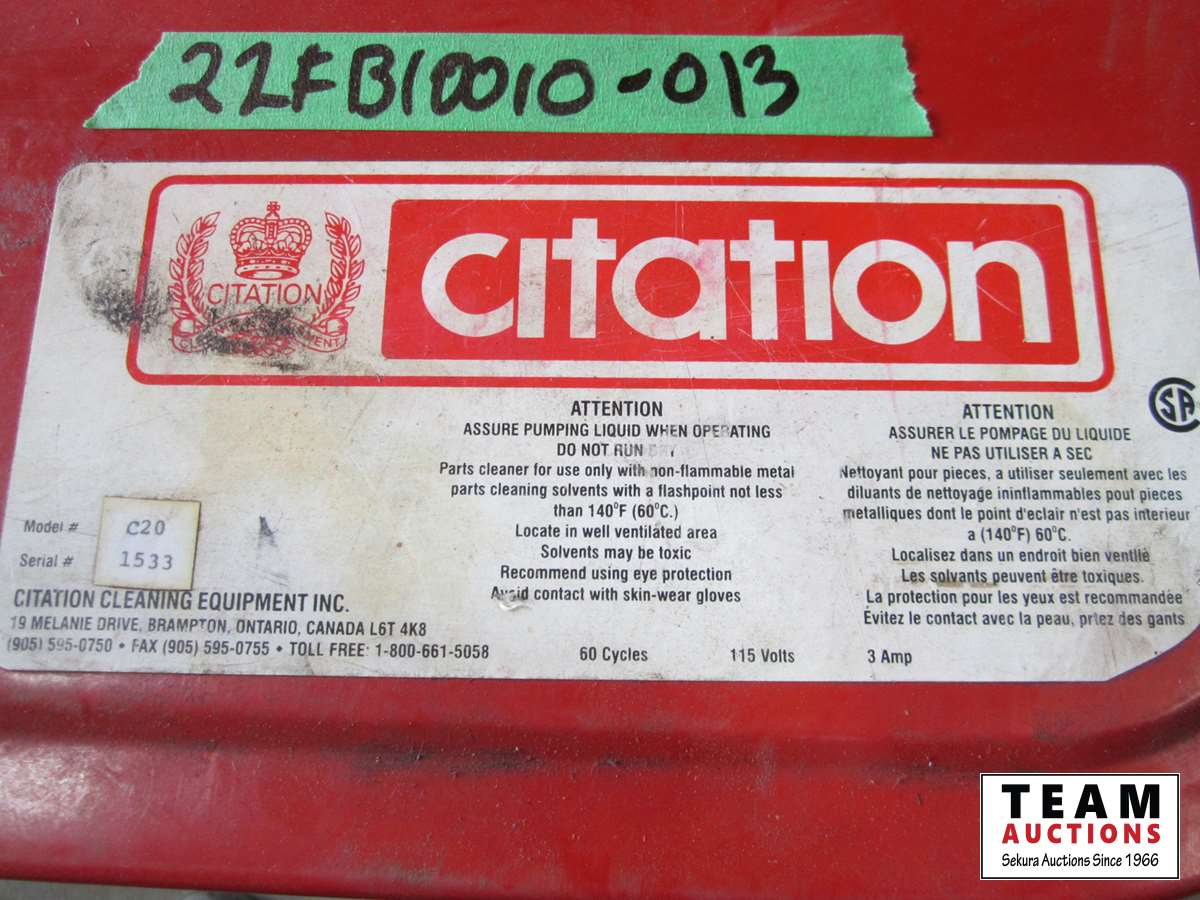 22FB10010-013
CITATION
citation
ATTENTION
ASSURE PUMPING LIQUID WHEN OPERATING
DO NOT RUN
Parts cleaner for use only with non-flammable metal
parts cleaning solvents with a flashpoint not less
than 140°F (60°C.)
Locate in well ventilated area
Solvents may be toxic
Recommend using eye protection
Avoid contact with skin-wear gloves
ATTENTION
ASSURER LE POMPAGE DU LIQUIDE
NE PAS UTILISER A SEC
Nettoyant pour pieces, a utiliser seulement avec les
diluants de nettoyage ininflammables pout pieces
metalliques dont le point d'eclair n'est pas interieur
a (140°F) 60°C.
Localisez dans un endroit bien ventilé
Les solvants peuvent être toxiques.
La protection pour les yeux est recommandée
Évitez le contact avec la peau, prtez des gants
Model # C20
Serial # 1533
CITATION CLEANING EQUIPMENT INC.
19 MELANIE DRIVE, BRAMPTON, ONTARIO, CANADA L6T 4K8
(905) 595-0750 • FAX (905) 595-0755 • TOLL FREE: 1-800-661-5058
60 Cycles 115 Volts 3 Amp
SA
TEAM
AUCTIONS
Sekura Auctions Since 1966